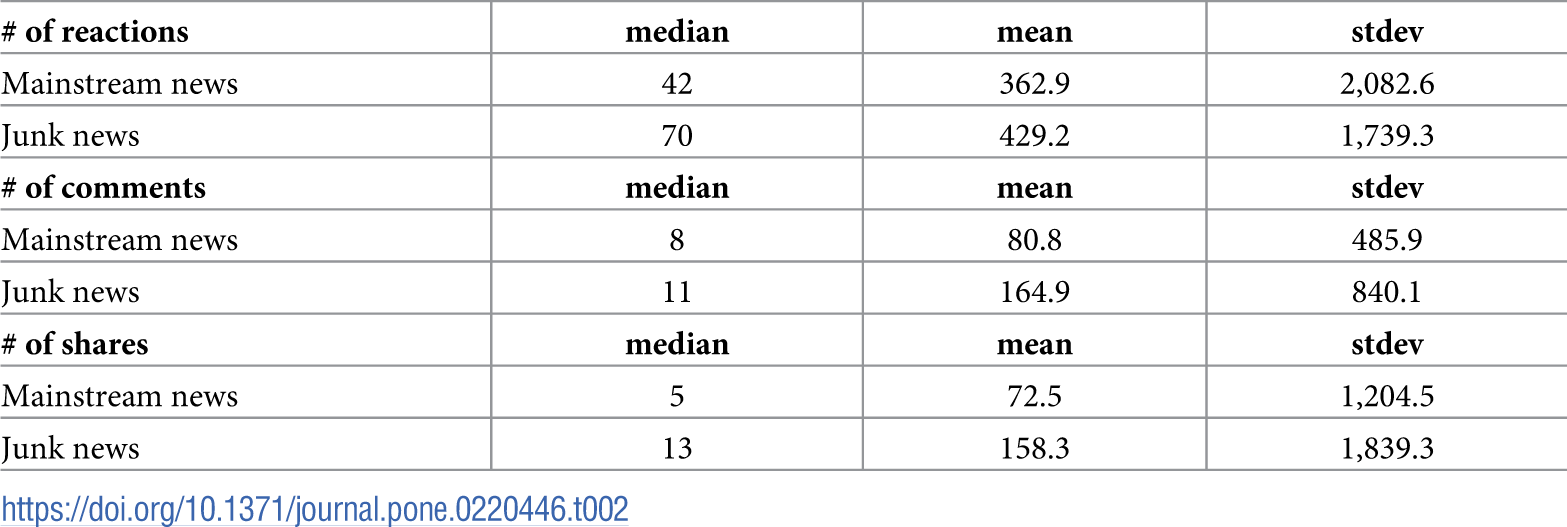 # of reactions median mean stdev
Mainstream news 42 362.9 2,082.6
Junk news 70 429.2 1,739.3
# of comments median mean stdev
Mainstream news 8 80.8 485.9
Junk news 11 164.9 840.1
# of shares median mean stdev
Mainstream news 5 72.5 1,204.5
Junk news 13 158.3 1,839.3
https://doi.org/10.1371/journal.pone.0220446.t002